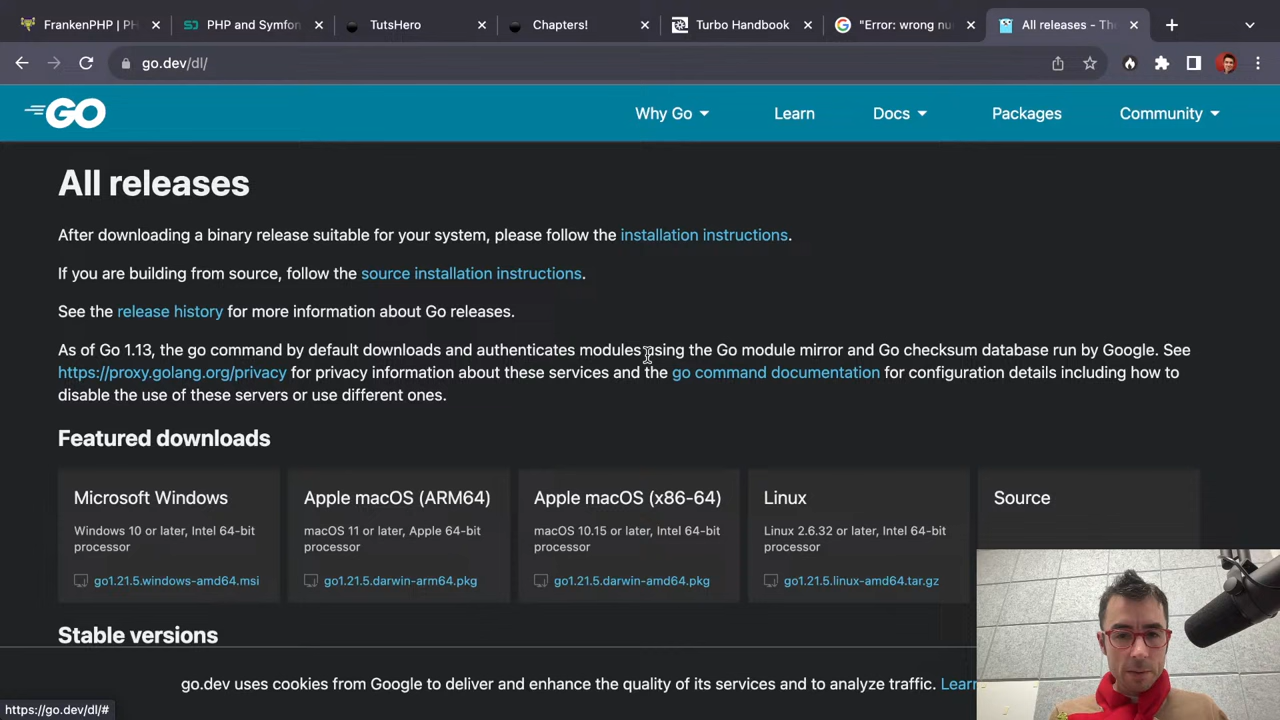 FrankenPHP | PH
PHP and Symfon
TutsHero
Chapters!
Turbo Handbook
"Error: wrong nu
All releases - The
go.dev/dl/
GO
Why Go
Learn
Docs
Packages
Community
All releases
After downloading a binary release suitable for your system, please follow the installation instructions.
If you are building from source, follow the source installation instructions.
See the release history for more information about Go releases.
As of Go 1.13, the go command by default downloads and authenticates modules using the Go module mirror and Go checksum database run by Google. See
https://proxy.golang.org/privacy for privacy information about these services and the go command documentation for configuration details including how to
disable the use of these servers or use different ones.
Featured downloads
Microsoft Windows
Windows 10 or later, Intel 64-bit
processor
go1.21.5.windows-amd64.msi
Apple macOS (ARM64)
macOS 11 or later, Apple 64-bit
processor
go1.21.5.darwin-arm64.pkg
Apple macOS (x86-64)
macOS 10.15 or later, Intel 64-bit
processor
go1.21.5.darwin-amd64.pkg
Linux
Linux 2.6.32 or later, Intel 64-bit
processor
go1.21.5.linux-amd64.tar.gz
Source
Stable versions
go.dev uses cookies from Google to deliver and enhance the quality of its services and to analyze traffic. Learn
https://go.dev/dl/#